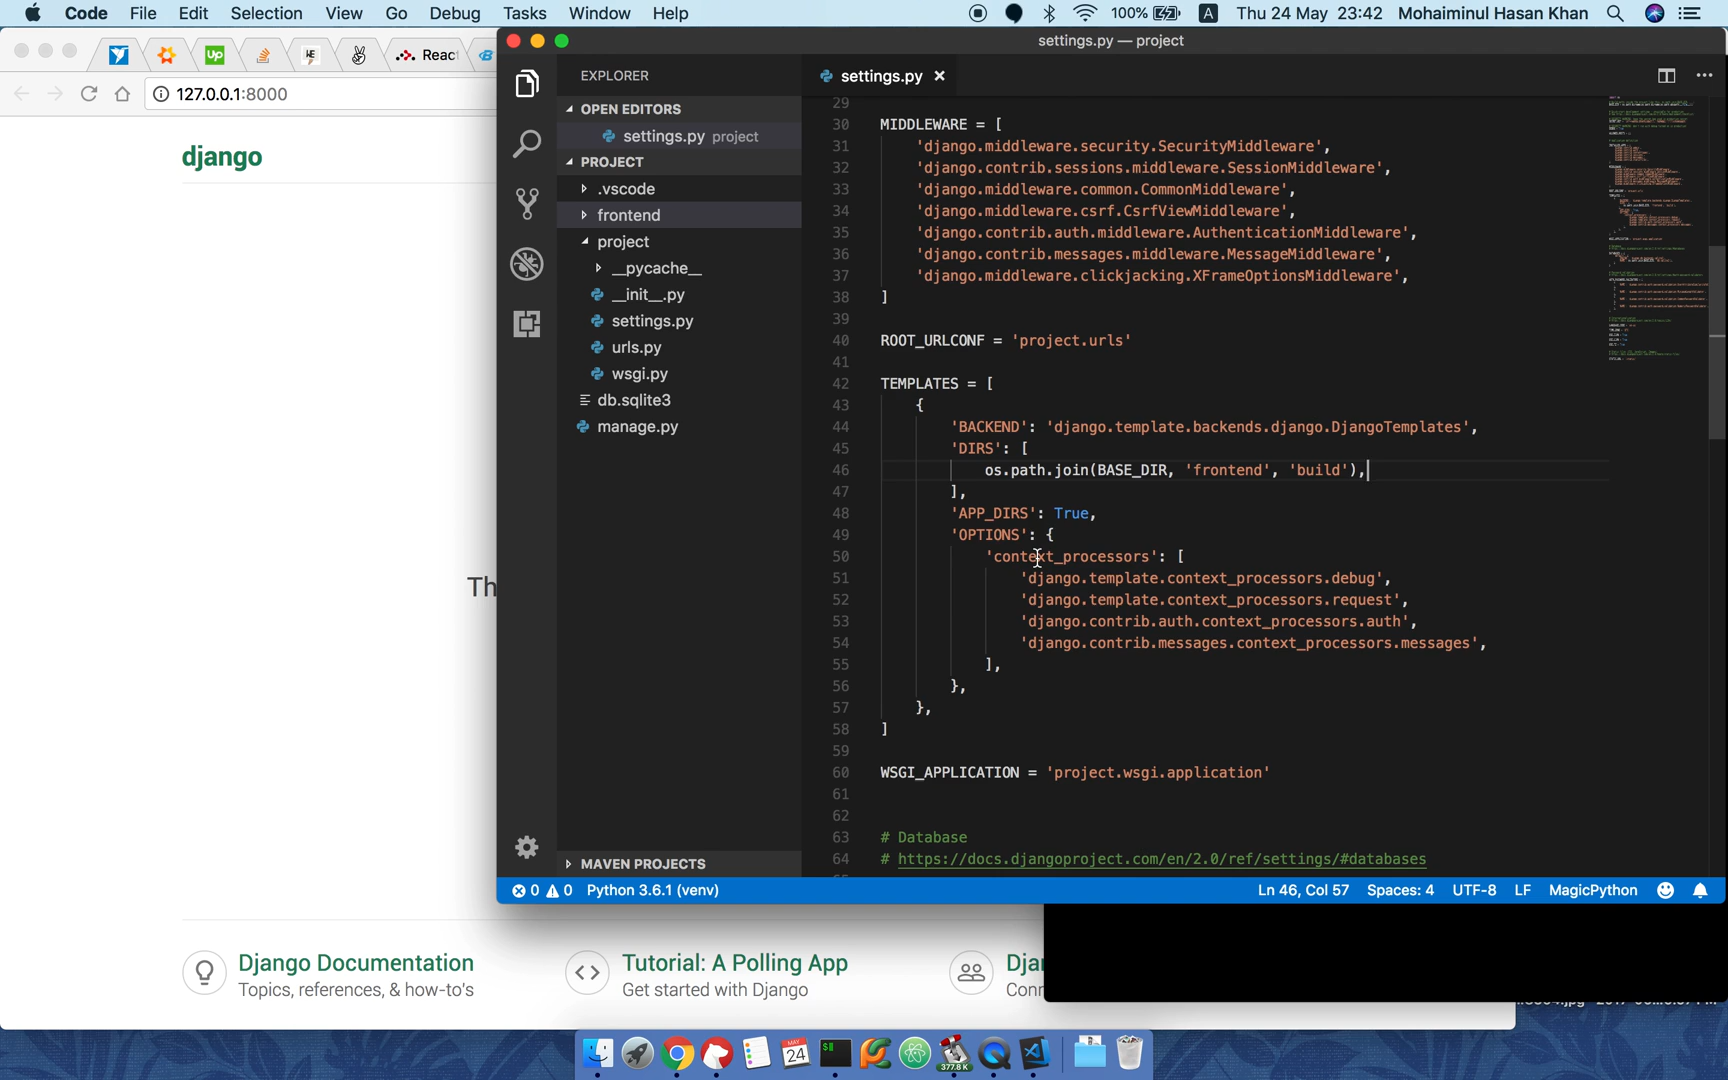 Code File Edit Selection View Go Debug Tasks Window Help 100% A Thu 24 May 23:42 Mohaiminul Hasan Khan
settings.py — project
Up
React
127.0.0.1:8000
django
Th
Django Documentation
Topics, references, & how-to's
Tutorial: A Polling App
Get started with Django
Dja
Conn
EXPLORER
OPEN EDITORS
settings.py project
PROJECT
.vscode
frontend
project
__pycache__
__init__.py
settings.py
urls.py
wsgi.py
db.sqlite3
manage.py
MAVEN PROJECTS
settings.py
29
30 MIDDLEWARE = [
31 'django.middleware.security.SecurityMiddleware',
32 'django.contrib.sessions.middleware.SessionMiddleware',
33 'django.middleware.common.CommonMiddleware',
34 'django.middleware.csrf.CsrfViewMiddleware',
35 'django.contrib.auth.middleware.AuthenticationMiddleware',
36 'django.contrib.messages.middleware.MessageMiddleware',
37 'django.middleware.clickjacking.XFrameOptionsMiddleware',
38 ]
39
40 ROOT_URLCONF = 'project.urls'
41
42 TEMPLATES = [
43 {
44 'BACKEND': 'django.template.backends.django.DjangoTemplates',
45 'DIRS': [
46 os.path.join(BASE_DIR, 'frontend', 'build'),
47 ],
48 'APP_DIRS': True,
49 'OPTIONS': {
50 'context_processors': [
51 'django.template.context_processors.debug',
52 'django.template.context_processors.request',
53 'django.contrib.auth.context_processors.auth',
54 'django.contrib.messages.context_processors.messages',
55 ],
56 },
57 },
58 ]
59
60 WSGI_APPLICATION = 'project.wsgi.application'
61
62
63 # Database
64 # https://docs.djangoproject.com/en/2.0/ref/settings/#databases
0 0 Python 3.6.1 (venv) Ln 46, Col 57 Spaces: 4 UTF-8 LF MagicPython
MAY
24
377.8 K